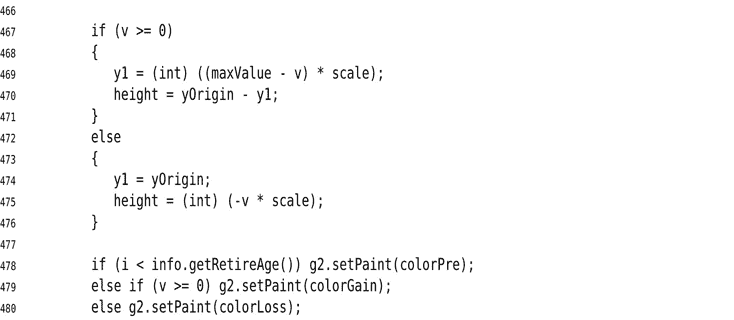 466
467 if (v >= 0)
468 {
469 y1 = (int) ((maxValue - v) * scale);
470 height = yOrigin - y1;
471 }
472 else
473 {
474 y1 = yOrigin;
475 height = (int) (-v * scale);
476 }
477
478 if (i < info.getRetireAge()) g2.setPaint(colorPre);
479 else if (v >= 0) g2.setPaint(colorGain);
480 else g2.setPaint(colorLoss);